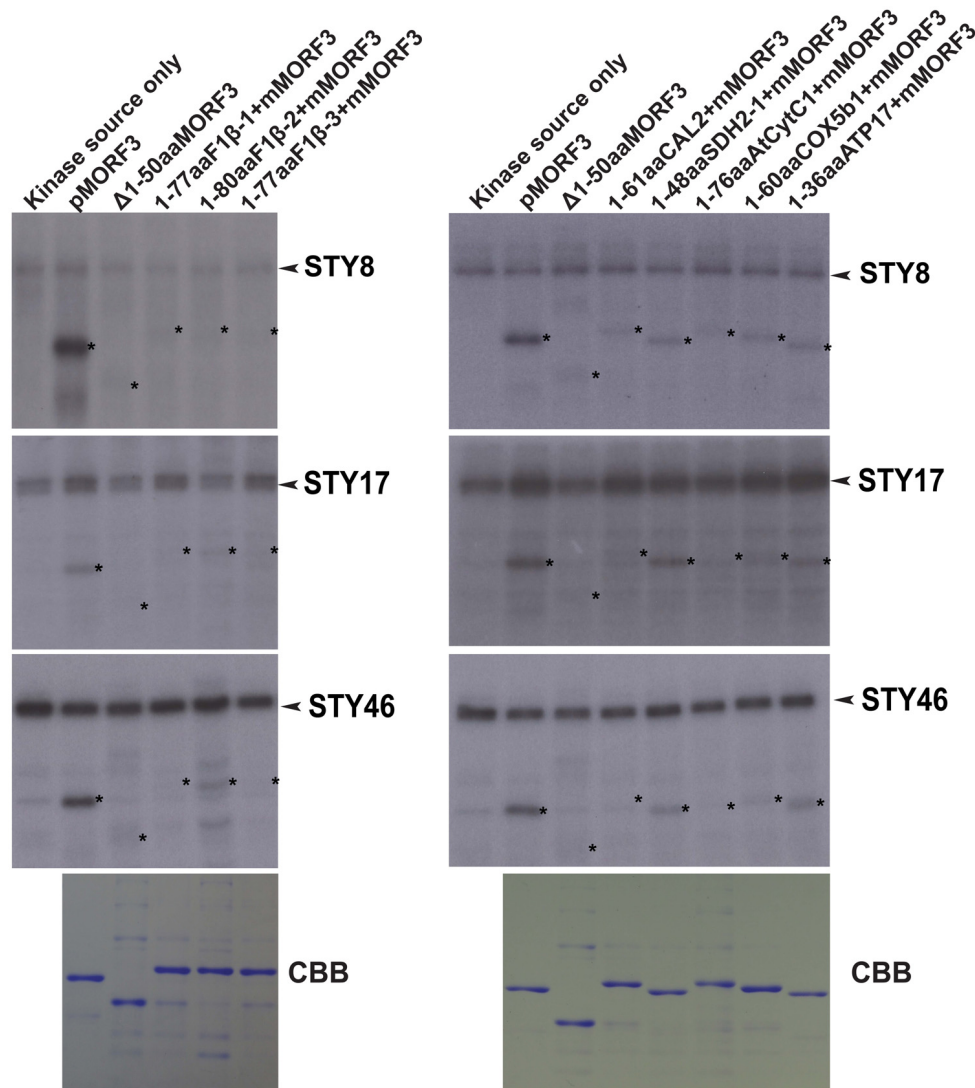 Kinase source only
pMORF3
Δ1-50aaMORF3
1-77aaF1β-1+mMORF3
1-80aaF1β-2+mMORF3
1-77aaF1β-3+mMORF3
Kinase source only
pMORF3
Δ1-50aaMORF3
1-61aaCAL2+mMORF3
1-48aaSDH2-1+mMORF3
1-76aaAtCytC1+mMORF3
1-60aaCOX5b1+mMORF3
1-36aaATP17+mMORF3
STY8
*
*
*
*
*
STY8
*
*
*
*
*
*
*
STY17
*
*
*
*
*
STY17
*
*
*
*
*
*
*
STY46
*
*
*
*
*
STY46
*
*
*
*
*
*
*
CBB
CBB